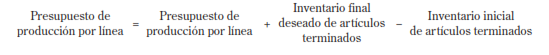 Presupuesto de producción por línea = Presupuesto de producción por línea + Inventario final deseado de artículos terminados − Inventario inicial de artículos terminados